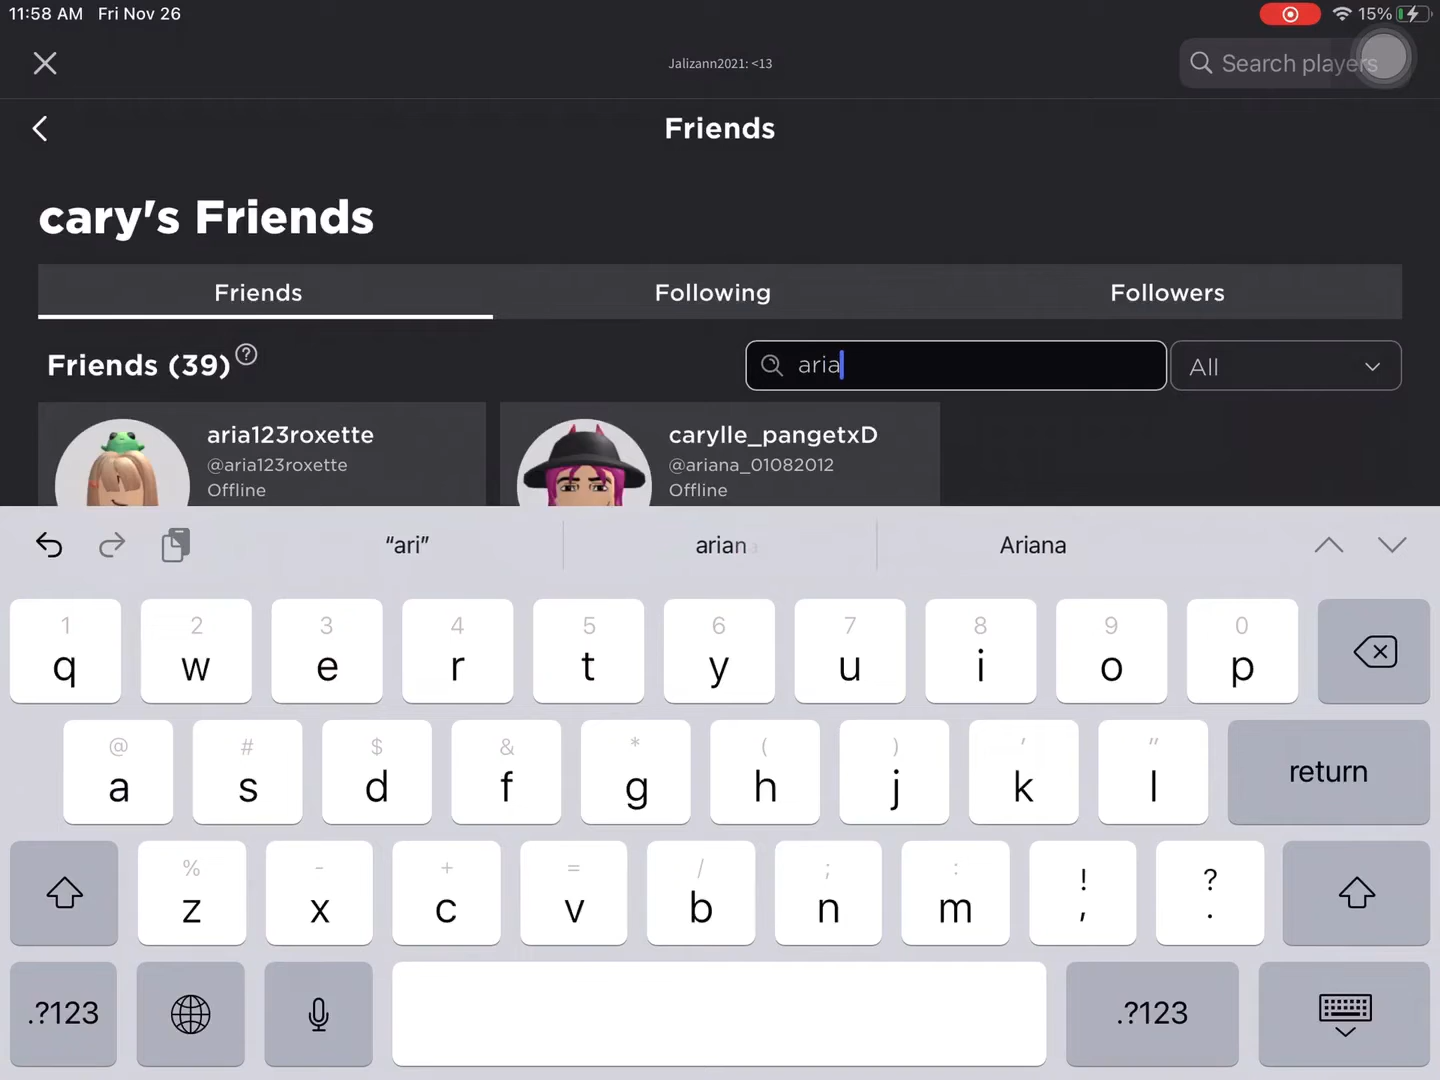 11:58 AM Fri Nov 26 15%
Jalizann2021: <13
Search players
Friends
cary's Friends
Friends Following Followers
Friends (39) ?
aria
All
aria123roxette
@aria123roxette
Offline
carylle_pangetxD
@ariana_01082012
Offline
“ari” arian Ariana
1 2 3 4 5 6 7 8 9 0
q w e r t y u i o p
@ # $ & * ( ) ' "
a s d f g h j k l return
% - + = / ; : ! ?
z x c v b n m , .
.?123 .?123